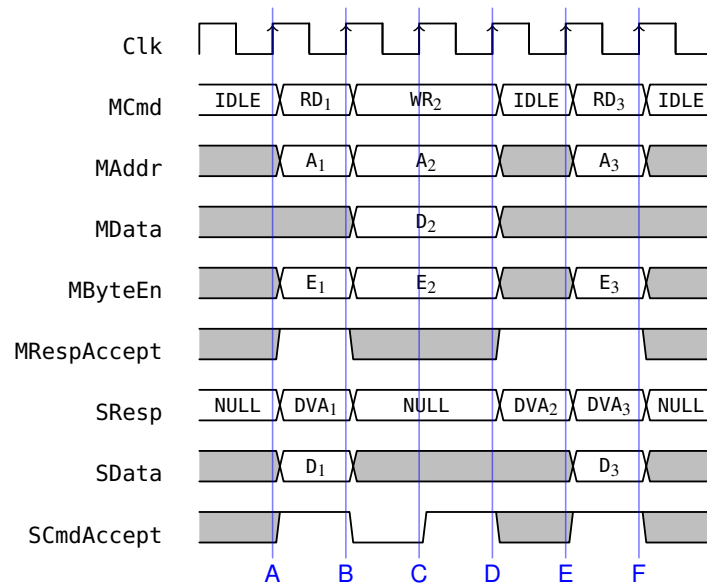 Clk
MCmd IDLE RD1 WR2 IDLE RD3 IDLE
MAddr A1 A2 A3
MData D2
MByteEn E1 E2 E3
MRespAccept
SResp NULL DVA1 NULL DVA2 DVA3 NULL
SData D1 D3
SCmdAccept
A B C D E F